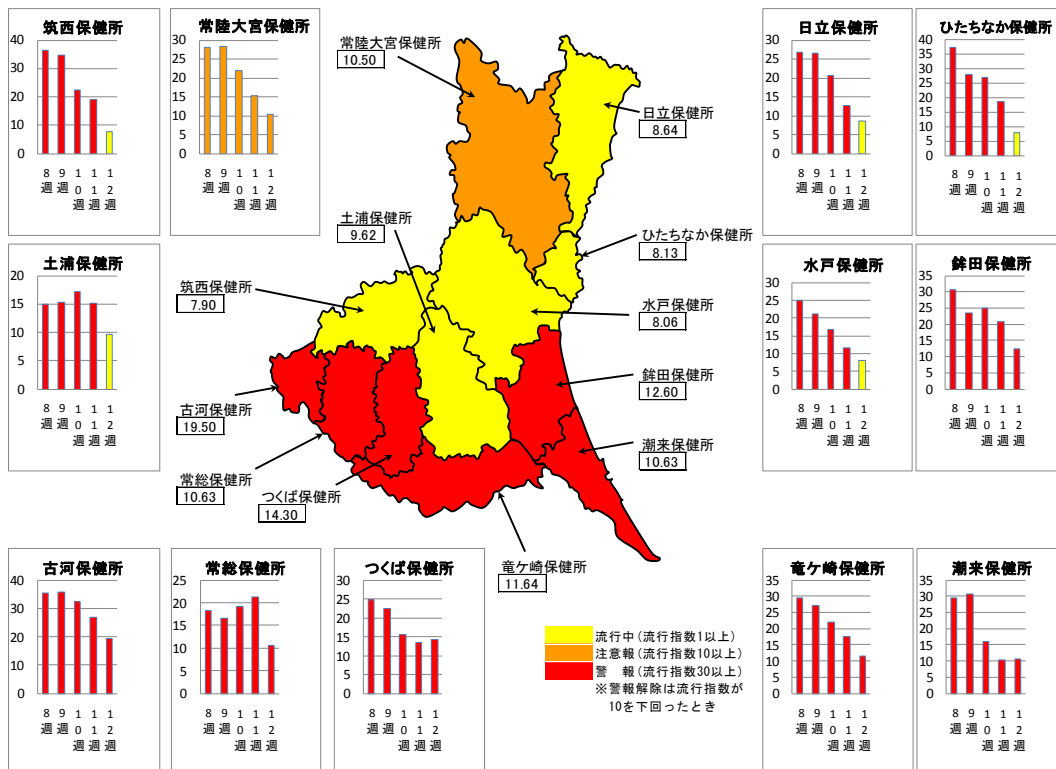 筑西保健所
40
30
20
10
0
8週
9週
10週
11週
12週
常陸大宮保健所
30
25
20
15
10
5
0
8週
9週
10週
11週
12週
日立保健所
30
25
20
15
10
5
0
8週
9週
10週
11週
12週
ひたちなか保健所
40
35
30
25
20
15
10
5
0
8週
9週
10週
11週
12週
常陸大宮保健所
10.50
日立保健所
8.64
土浦保健所
9.62
ひたちなか保健所
8.13
筑西保健所
7.90
水戸保健所
8.06
古河保健所
19.50
鉾田保健所
12.60
常総保健所
10.63
潮来保健所
10.63
つくば保健所
14.30
竜ケ崎保健所
11.64
土浦保健所
20
15
10
5
0
8週
9週
10週
11週
12週
水戸保健所
30
25
20
15
10
5
0
8週
9週
10週
11週
12週
鉾田保健所
35
30
25
20
15
10
5
0
8週
9週
10週
11週
12週
古河保健所
40
30
20
10
0
8週
9週
10週
11週
12週
常総保健所
25
20
15
10
5
0
8週
9週
10週
11週
12週
つくば保健所
30
25
20
15
10
5
0
8週
9週
10週
11週
12週
流行中(流行指数1以上)
注意報(流行指数10以上)
警 報(流行指数30以上)
※警報解除は流行指数が
10を下回ったとき
竜ケ崎保健所
35
30
25
20
15
10
5
0
8週
9週
10週
11週
12週
潮来保健所
35
30
25
20
15
10
5
0
8週
9週
10週
11週
12週